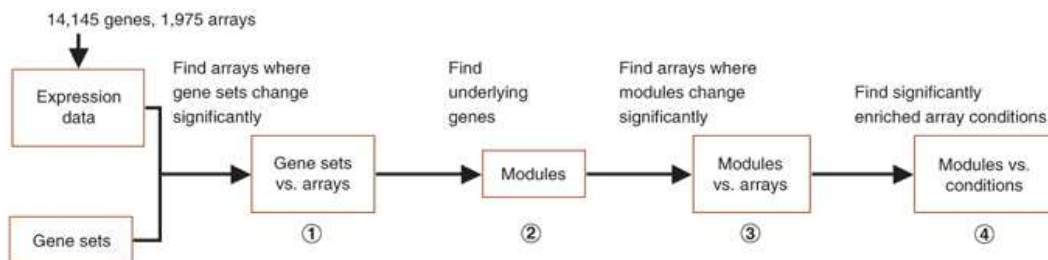 14,145 genes, 1,975 arrays
Expression
data
Gene sets
Find arrays where
gene sets change
significantly
Gene sets
vs. arrays
①
Find
underlying
genes
Modules
②
Find arrays where
modules change
significantly
Modules
vs. arrays
③
Find significantly
enriched array conditions
Modules vs.
conditions
④